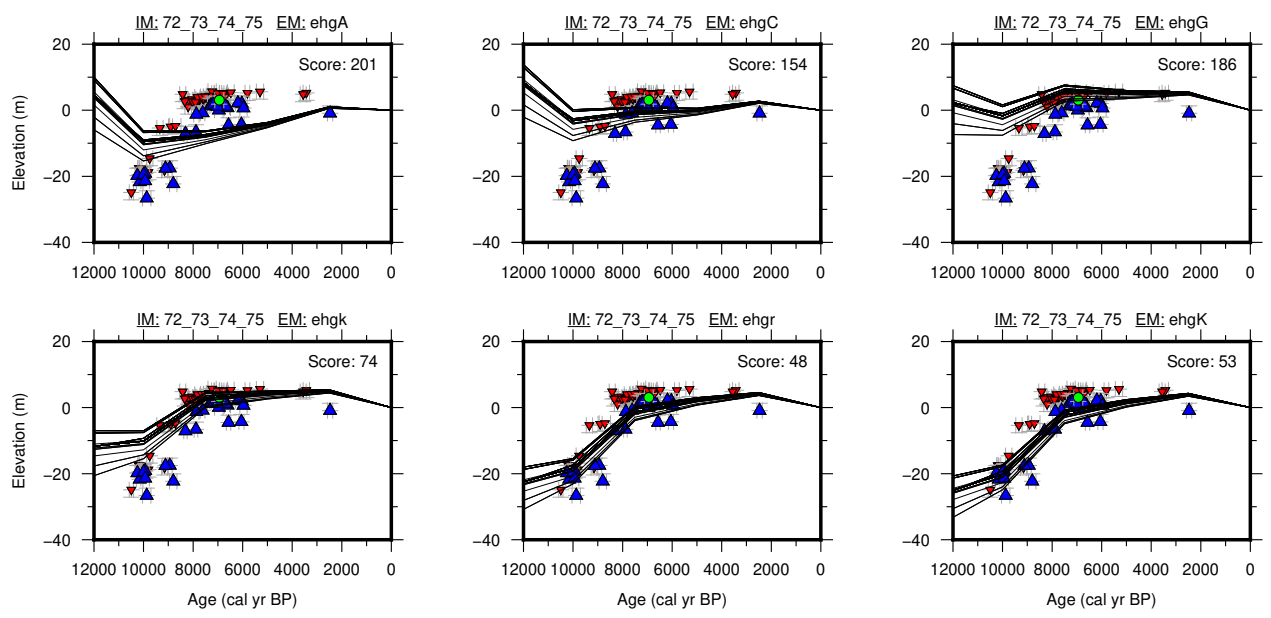 IM: 72_73_74_75 EM: ehgA
IM: 72_73_74_75 EM: ehgC
IM: 72_73_74_75 EM: ehgG
Elevation (m)
20
0
−20
−40
Score: 201
12000 10000 8000 6000 4000 2000 0
20
0
−20
−40
Score: 154
12000 10000 8000 6000 4000 2000 0
20
0
−20
−40
Score: 186
12000 10000 8000 6000 4000 2000 0
IM: 72_73_74_75 EM: ehgk
IM: 72_73_74_75 EM: ehgr
IM: 72_73_74_75 EM: ehgK
Elevation (m)
20
0
−20
−40
Score: 74
12000 10000 8000 6000 4000 2000 0
Age (cal yr BP)
20
0
−20
−40
Score: 48
12000 10000 8000 6000 4000 2000 0
Age (cal yr BP)
20
0
−20
−40
Score: 53
12000 10000 8000 6000 4000 2000 0
Age (cal yr BP)